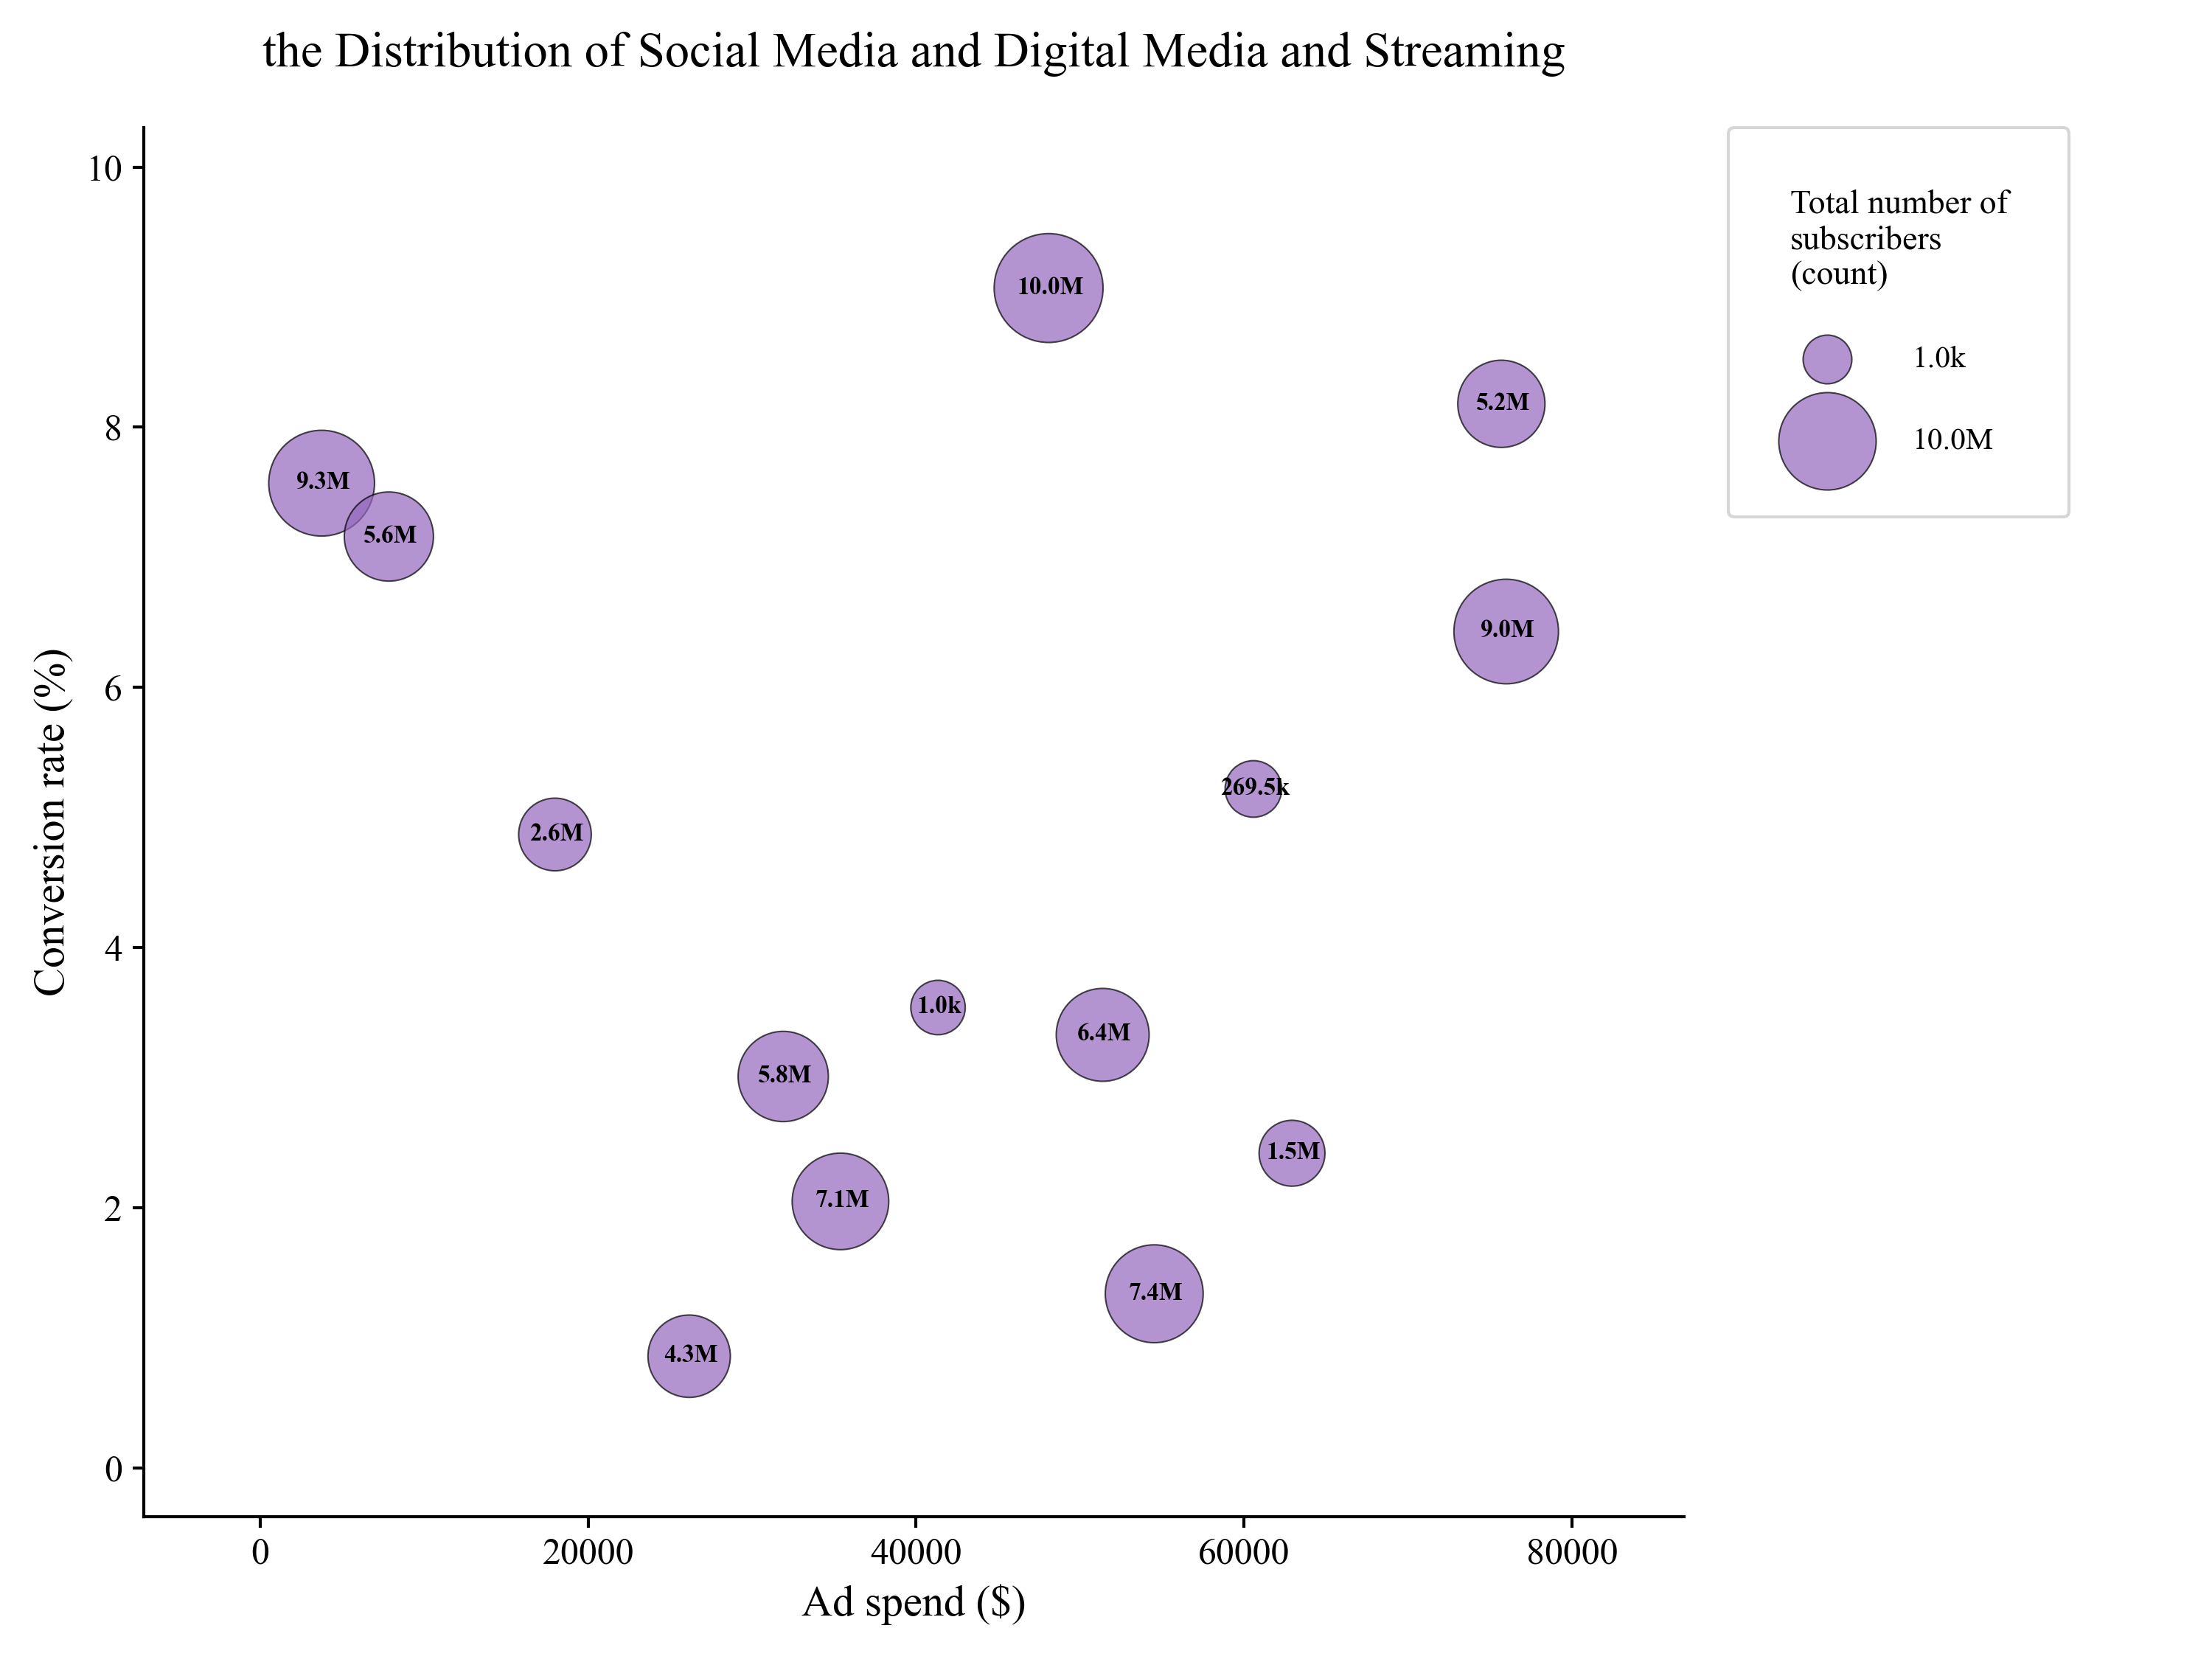 the Distribution of Social Media and Digital Media and Streaming
Total number of
subscribers
(count)
1.0k
10.0M
Conversion rate (%)
10
8
6
4
2
0
10.0M
5.2M
9.3M
5.6M
9.0M
269.5k
2.6M
1.0k
6.4M
5.8M
1.5M
7.1M
7.4M
4.3M
0 20000 40000 60000 80000
Ad spend ($)